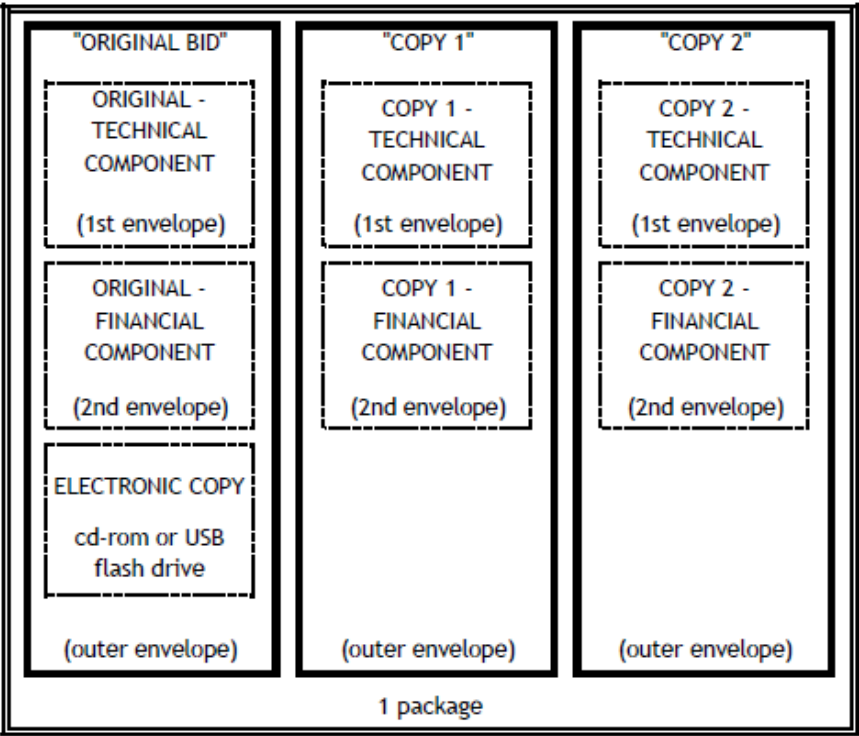 "ORIGINAL BID"
ORIGINAL -
TECHNICAL
COMPONENT
(1st envelope)
ORIGINAL -
FINANCIAL
COMPONENT
(2nd envelope)
ELECTRONIC COPY
cd-rom or USB
flash drive
(outer envelope)
"COPY 1"
COPY 1 -
TECHNICAL
COMPONENT
(1st envelope)
COPY 1 -
FINANCIAL
COMPONENT
(2nd envelope)
(outer envelope)
"COPY 2"
COPY 2 -
TECHNICAL
COMPONENT
(1st envelope)
COPY 2 -
FINANCIAL
COMPONENT
(2nd envelope)
(outer envelope)
1 package